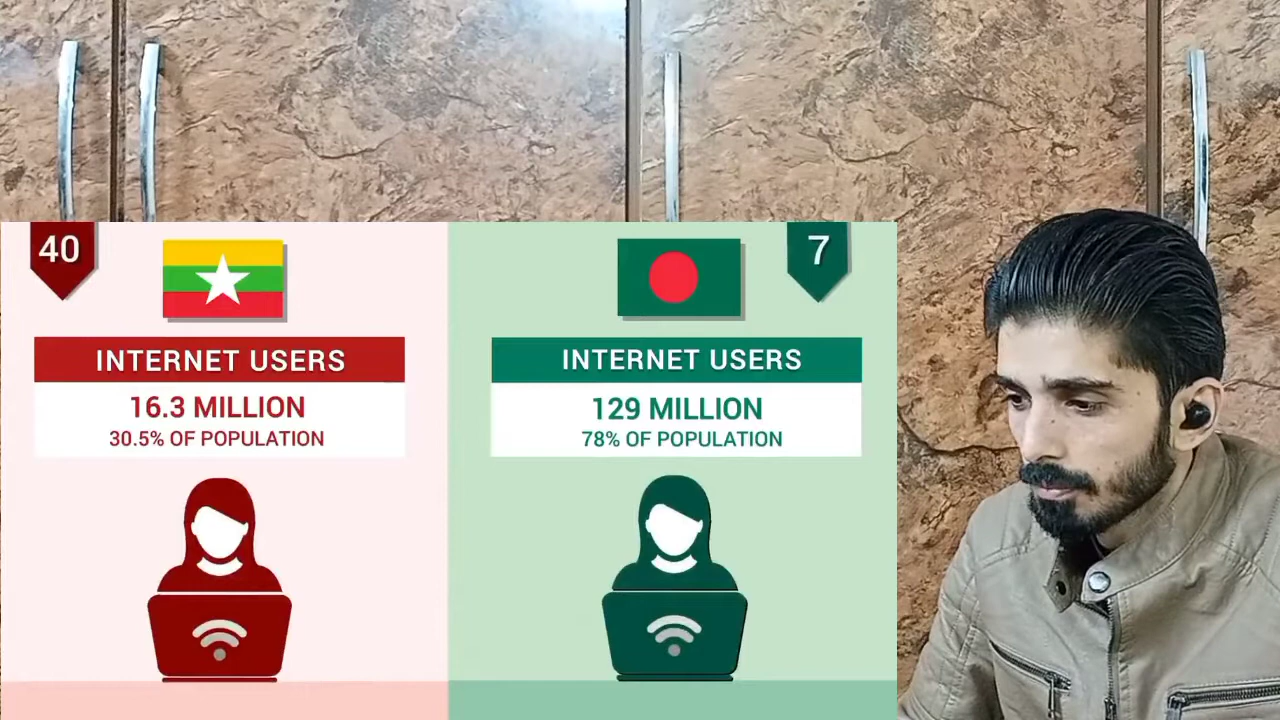 40
INTERNET USERS
16.3 MILLION
30.5% OF POPULATION
7
INTERNET USERS
129 MILLION
78% OF POPULATION